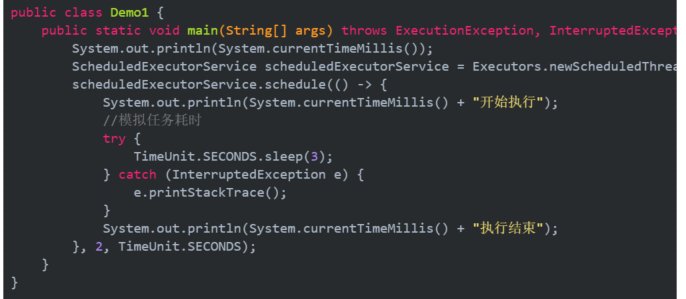 public class Demo1 {
    public static void main(String[] args) throws ExecutionException, InterruptedExcept
        System.out.println(System.currentTimeMillis());
        ScheduledExecutorService scheduledExecutorService = Executors.newScheduledThrea
        scheduledExecutorService.schedule(() -> {
            System.out.println(System.currentTimeMillis() + "开始执行");
            //模拟任务耗时
            try {
                TimeUnit.SECONDS.sleep(3);
            } catch (InterruptedException e) {
                e.printStackTrace();
            }
            System.out.println(System.currentTimeMillis() + "执行结束");
        }, 2, TimeUnit.SECONDS);
    }
}